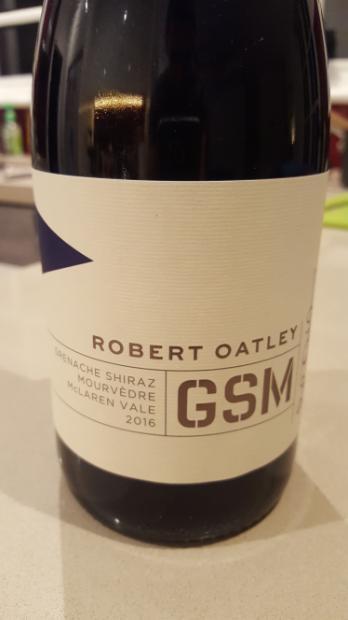 ROBERT OATLEY
GRENACHE SHIRAZ
MOURVÈDRE
McLAREN VALE
2016
GSM